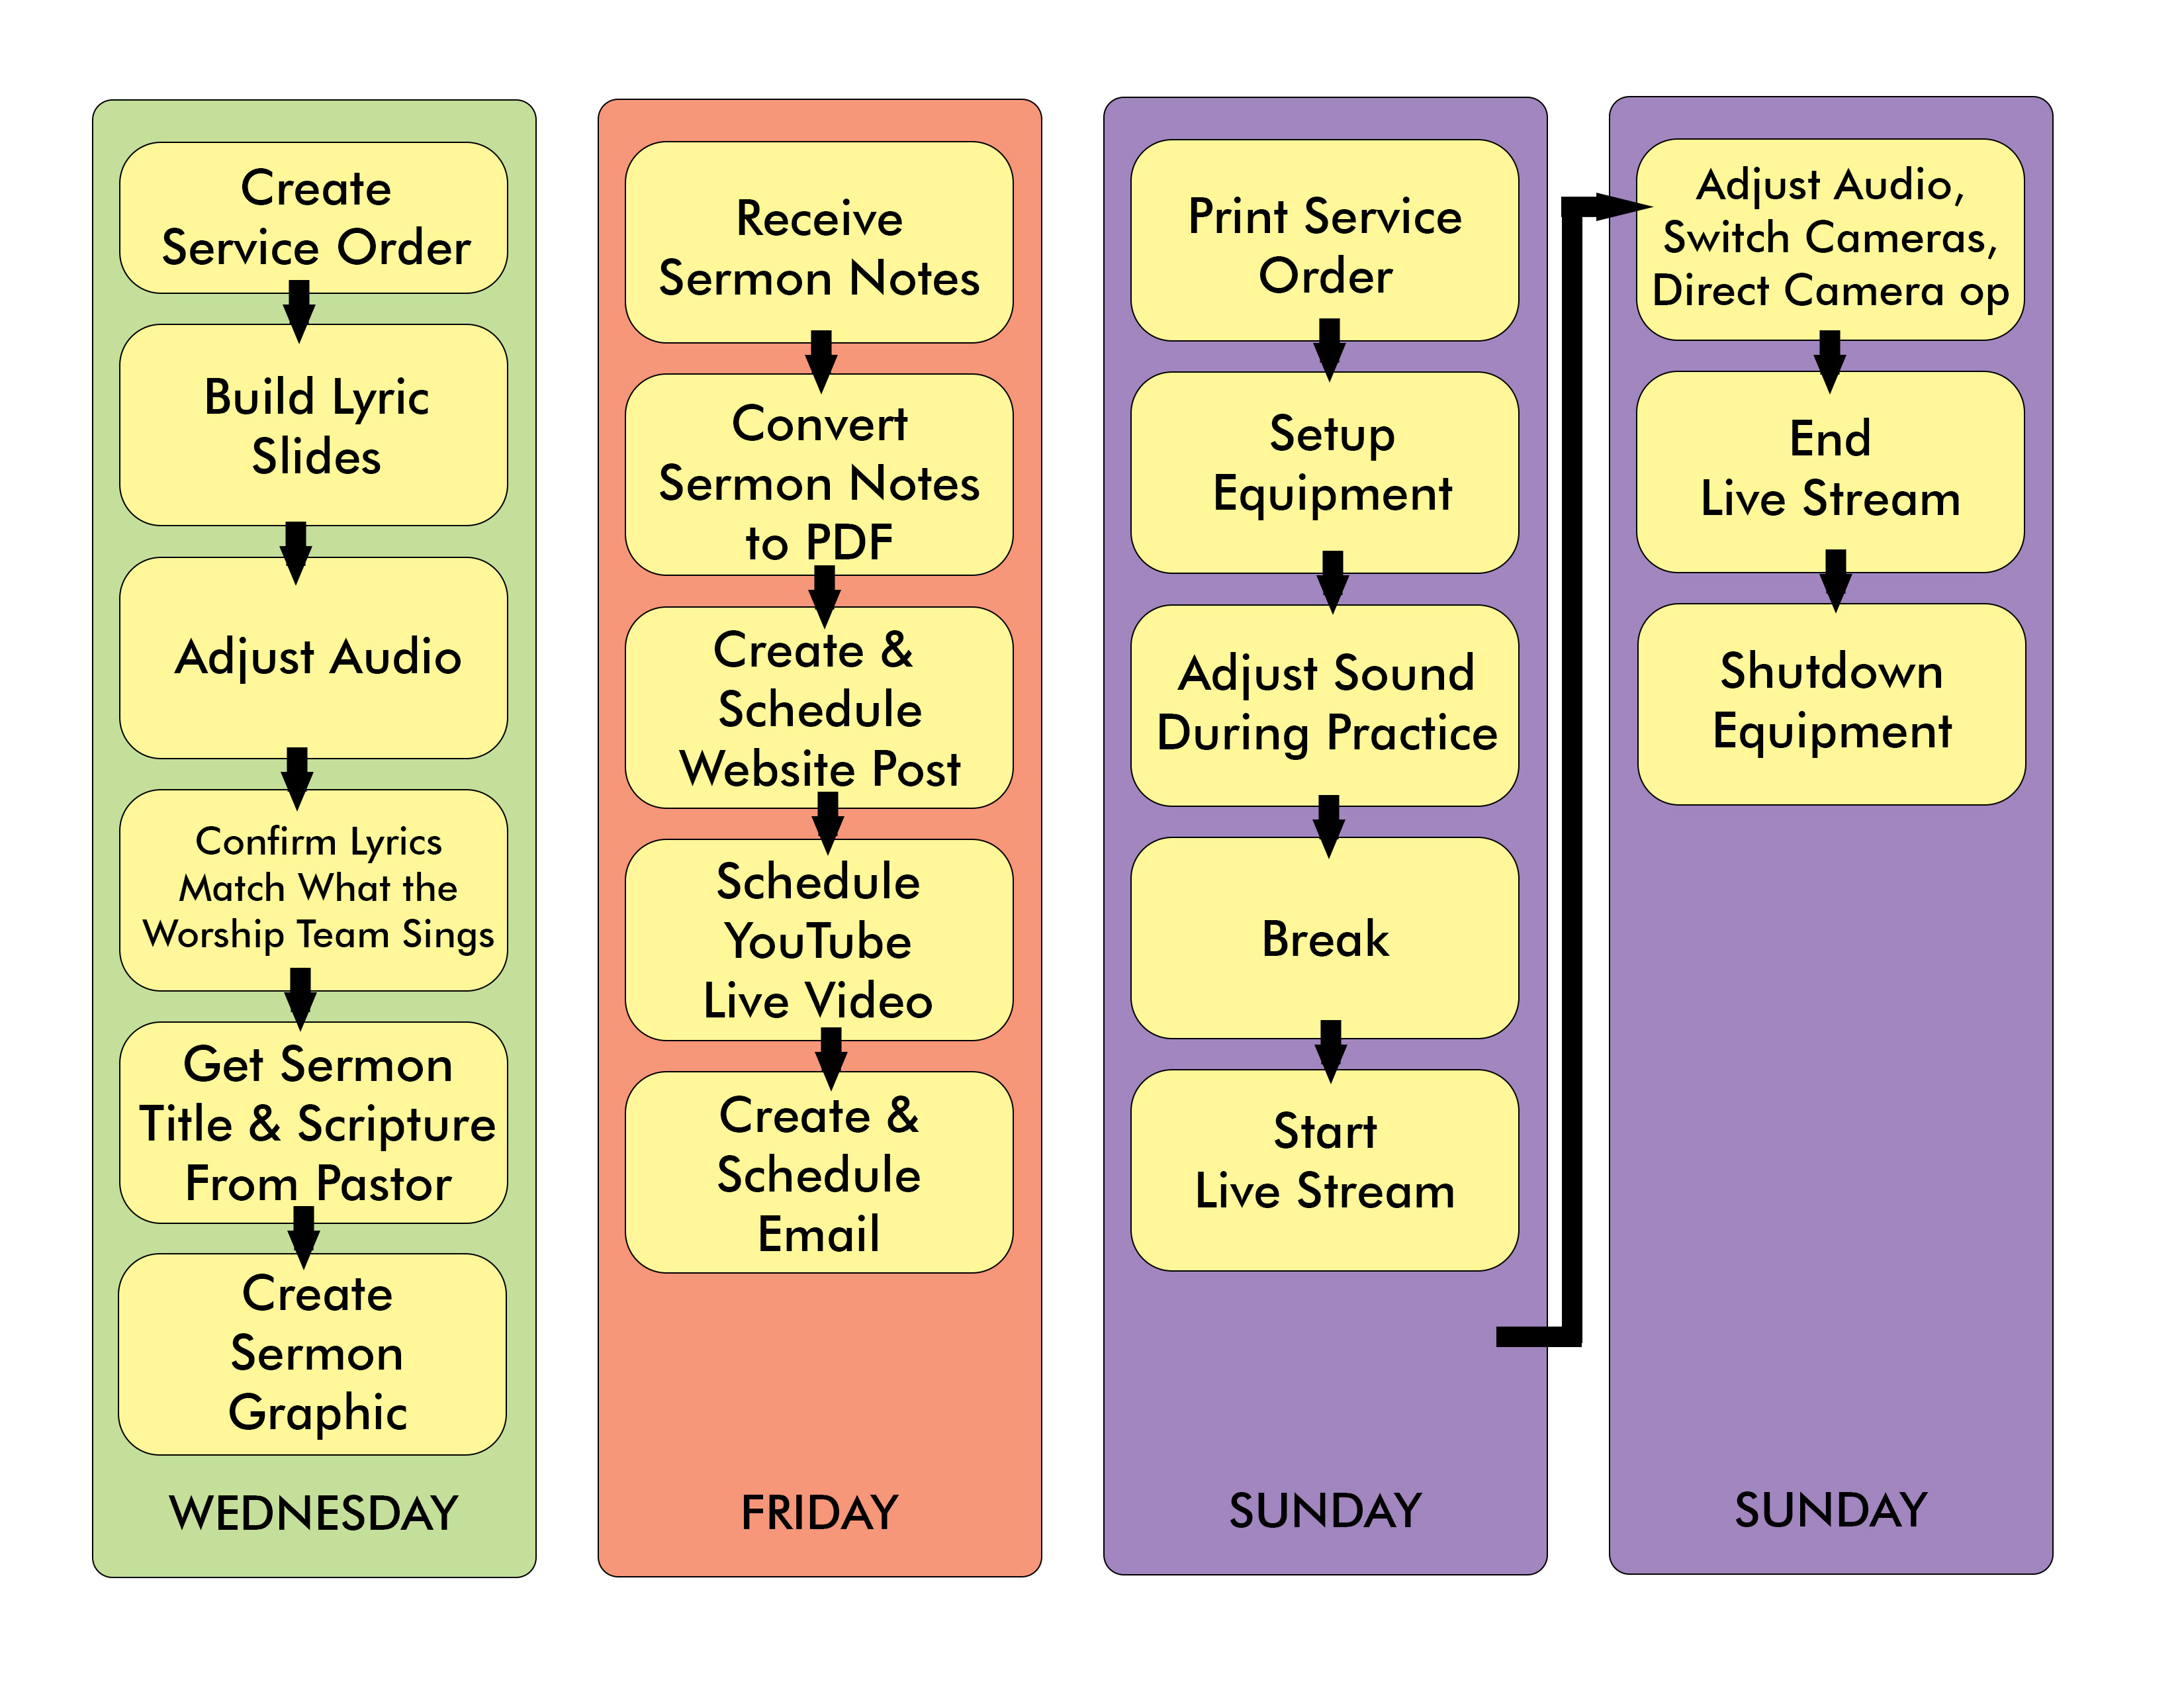 Create
Service Order
Build Lyric
Slides
Adjust Audio
Confirm Lyrics
Match What the
Worship Team Sings
Get Sermon
Title & Scripture
From Pastor
Create
Sermon
Graphic
WEDNESDAY
Receive
Sermon Notes
Convert
Sermon Notes
to PDF
Create &
Schedule
Website Post
Schedule
YouTube
Live Video
Create &
Schedule
Email
FRIDAY
Print Service
Order
Setup
Equipment
Adjust Sound
During Practice
Break
Start
Live Stream
SUNDAY
Adjust Audio,
Switch Cameras,
Direct Camera op
End
Live Stream
Shutdown
Equipment
SUNDAY